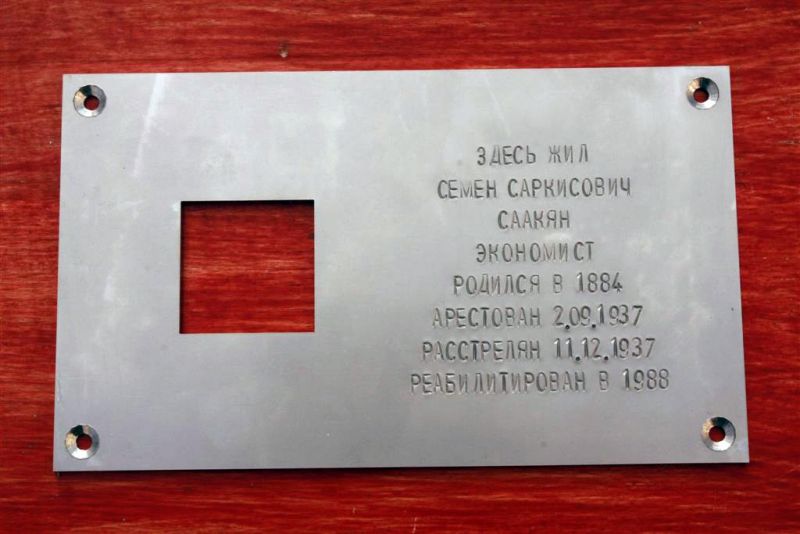 ЗДЕСЬ ЖИЛ
СЕМЕН САРКИСОВИЧ
СААКЯН
ЭКОНОМИСТ
РОДИЛСЯ В 1884
АРЕСТОВАН 2.09.1937
РАССТРЕЛЯН 11.12.1937
РЕАБИЛИТИРОВАН В 1988